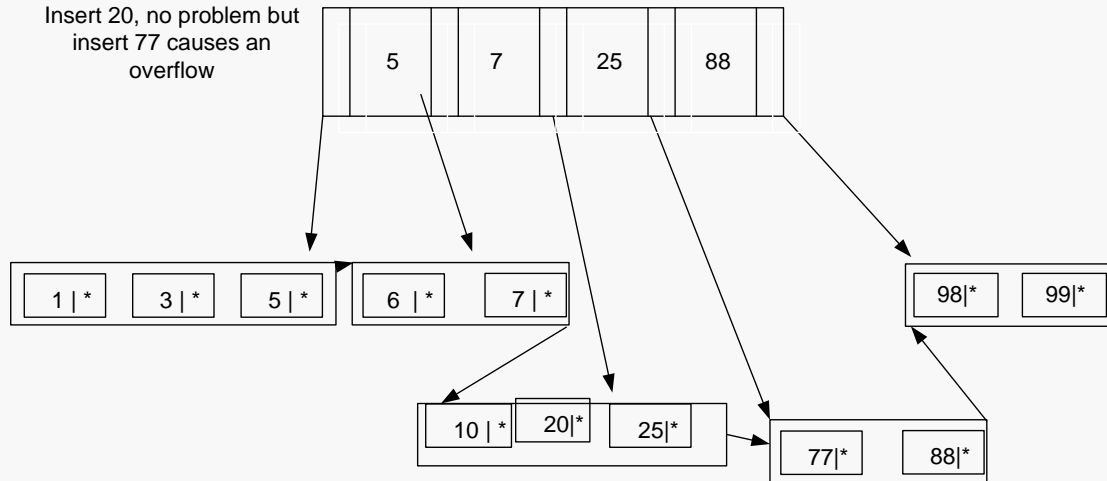 Insert 20, no problem but
insert 77 causes an
overflow
5 7 25 88
1 | * 3 | * 5 | * 6 | * 7 | * 98|* 99|*
10 | * 20|* 25|* 77|* 88|*